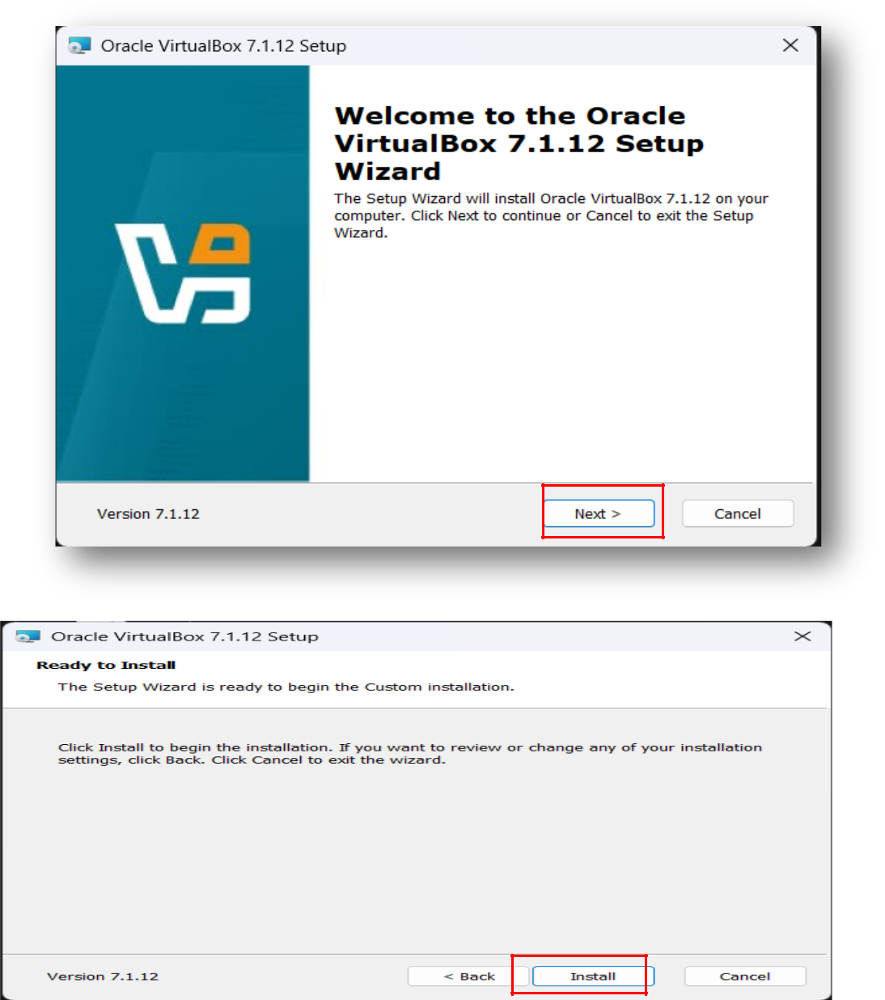 Oracle VirtualBox 7.1.12 Setup
Welcome to the Oracle
VirtualBox 7.1.12 Setup
Wizard
The Setup Wizard will install Oracle VirtualBox 7.1.12 on your
computer. Click Next to continue or Cancel to exit the Setup
Wizard.
Version 7.1.12
Next >
Cancel
Oracle VirtualBox 7.1.12 Setup
Ready to Install
The Setup Wizard is ready to begin the Custom installation.
Click Install to begin the installation. If you want to review or change any of your installation
settings, click Back. Click Cancel to exit the wizard.
Version 7.1.12
< Back
Install
Cancel